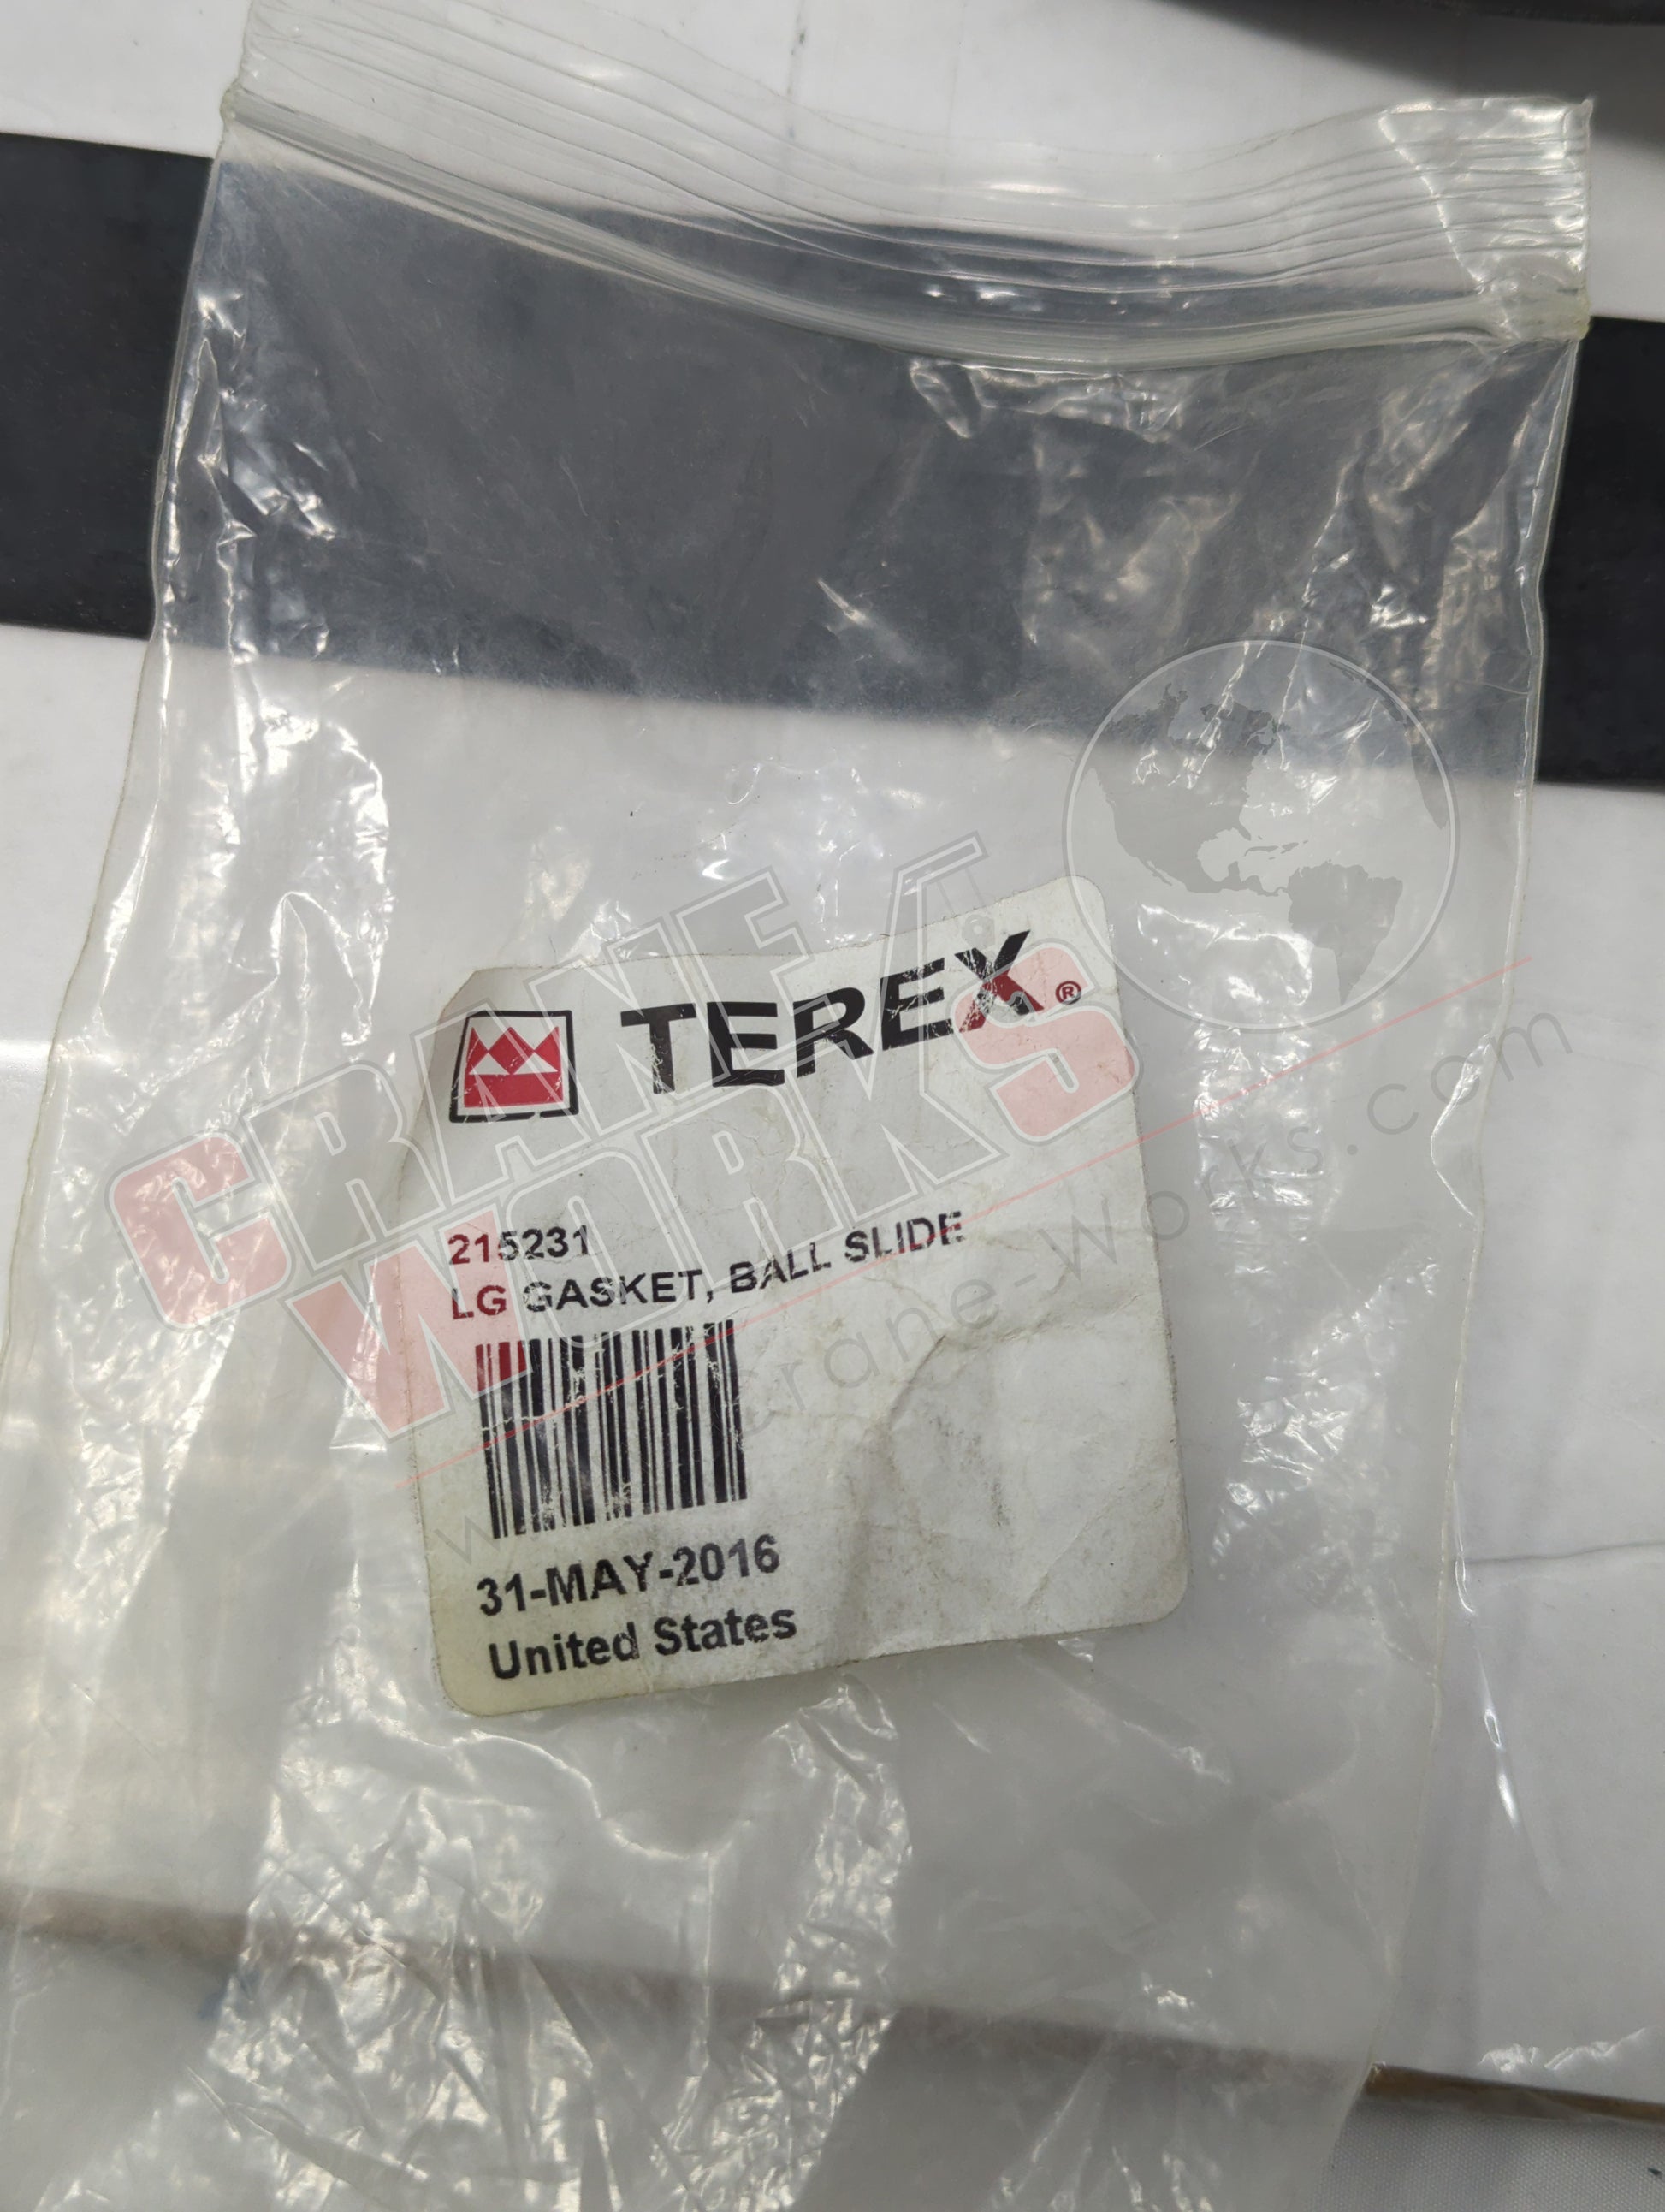 TEREX®
215231
LG GASKET, BALL SLIDE
31-MAY-2016
United States
CRANE
WORKS
www.crane-works.com